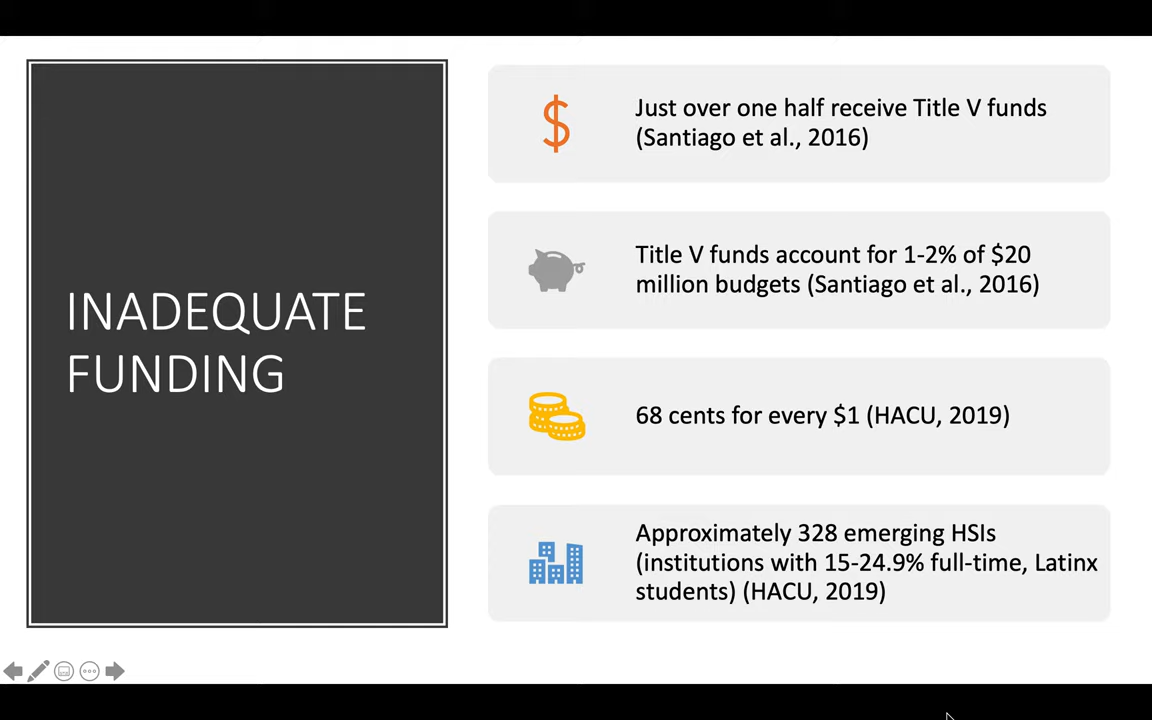 INADEQUATE
FUNDING
Just over one half receive Title V funds
(Santiago et al., 2016)
Title V funds account for 1-2% of $20
million budgets (Santiago et al., 2016)
68 cents for every $1 (HACU, 2019)
Approximately 328 emerging HSIs
(institutions with 15-24.9% full-time, Latinx
students) (HACU, 2019)